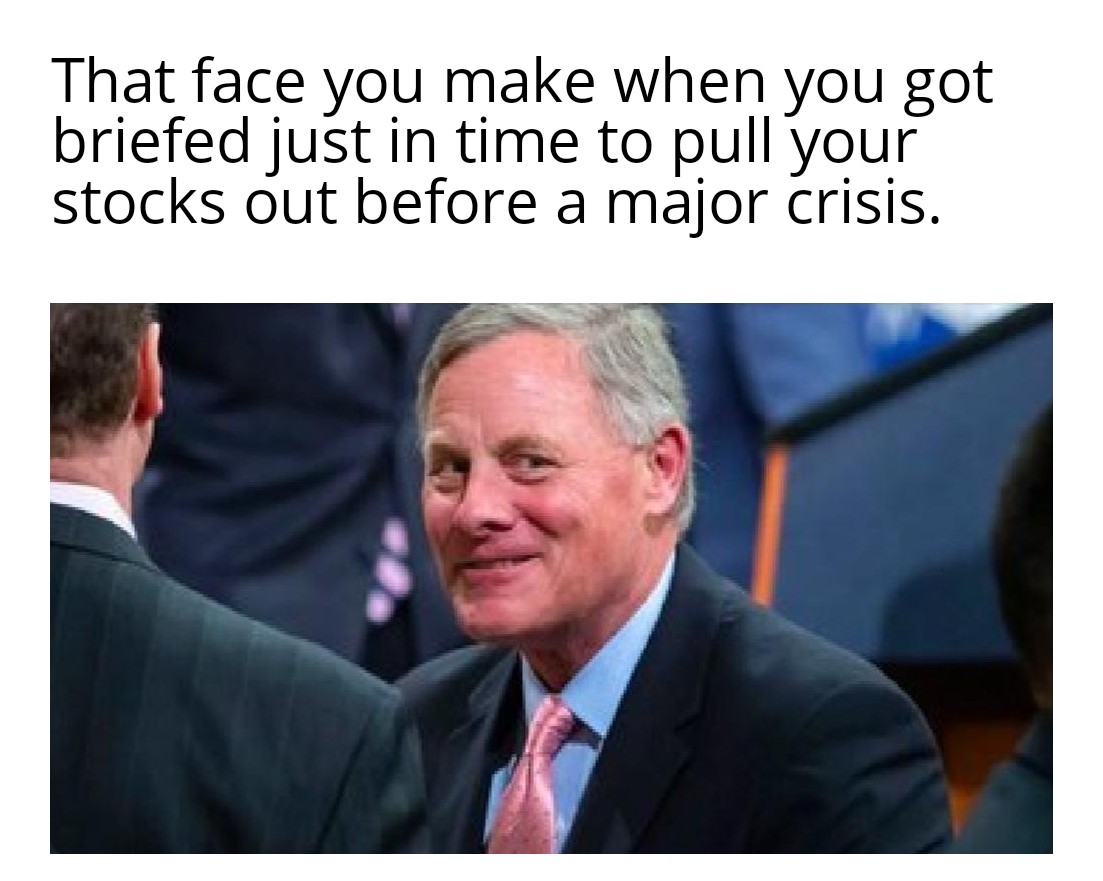 That face you make when you got
briefed just in time to pull your
stocks out before a major crisis.